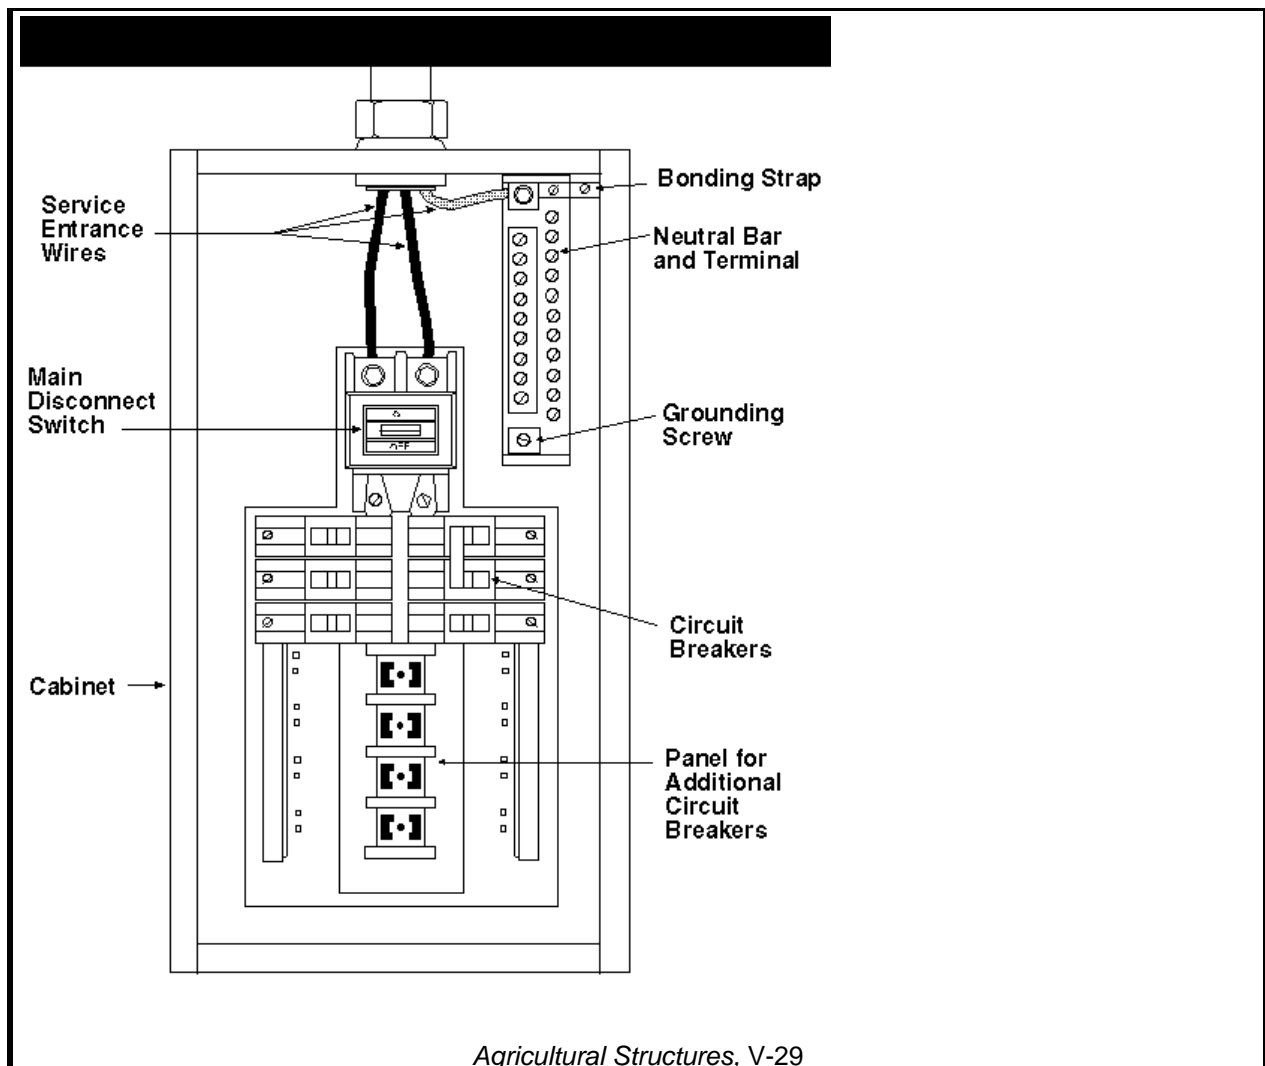 Bonding Strap
Service
Entrance
Wires
Neutral Bar
and Terminal
Main
Disconnect
Switch
Grounding
Screw
OFF
Circuit
Breakers
Cabinet
Panel for
Additional
Circuit
Breakers
Agricultural Structures, V-29